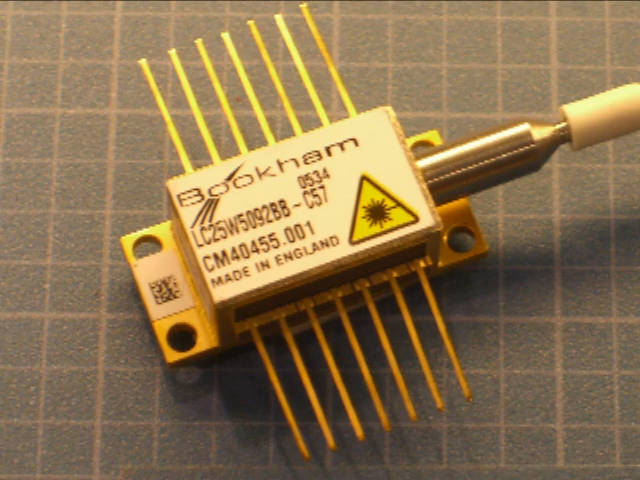 Bookham
0534
LC25W5092BB-C57
CM40455.001
MADE IN ENGLAND